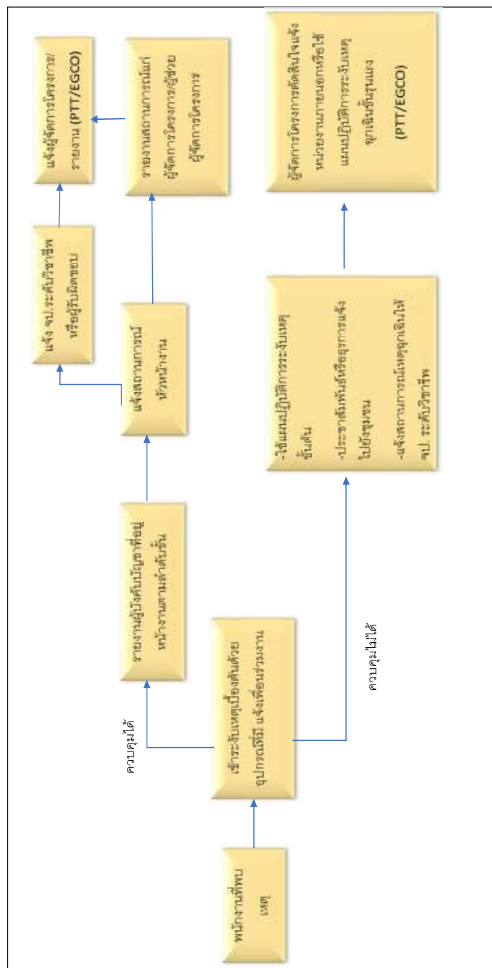 พนักงานที่พบ
เหตุ
เข้าระงับเหตุเบื้องต้นด้วย
อุปกรณ์ที่มี แจ้งเพื่อนร่วมงาน
ควบคุมได้
รายงานผู้บังคับบัญชาที่อยู่
หน้างานตามลำดับชั้น
แจ้งสถานการณ์
หัวหน้างาน
แจ้ง จป.ระดับวิชาชีพ
หรือผู้รับผิดชอบ
แจ้งผู้จัดการโครงการ/
รายงาน (PTT/EGCO)
รายงานสถานการณ์แก่
ผู้จัดการโครงการ/ผู้ช่วย
ผู้จัดการโครงการ
ควบคุมไม่ได้
-ใช้แผนปฏิบัติการระงับเหตุ
ขั้นต้น
-ประชาสัมพันธ์หรือธุรการแจ้ง
ไปยังชุมชน
-แจ้งสถานการณ์เหตุฉุกเฉินให้
จป. ระดับวิชาชีพ
ผู้จัดการโครงการตัดสินใจแจ้ง
หน่วยงานภายนอกหรือใช้
แผนปฏิบัติการระงับเหตุ
ฉุกเฉินขั้นรุนแรง
(PTT/EGCO)